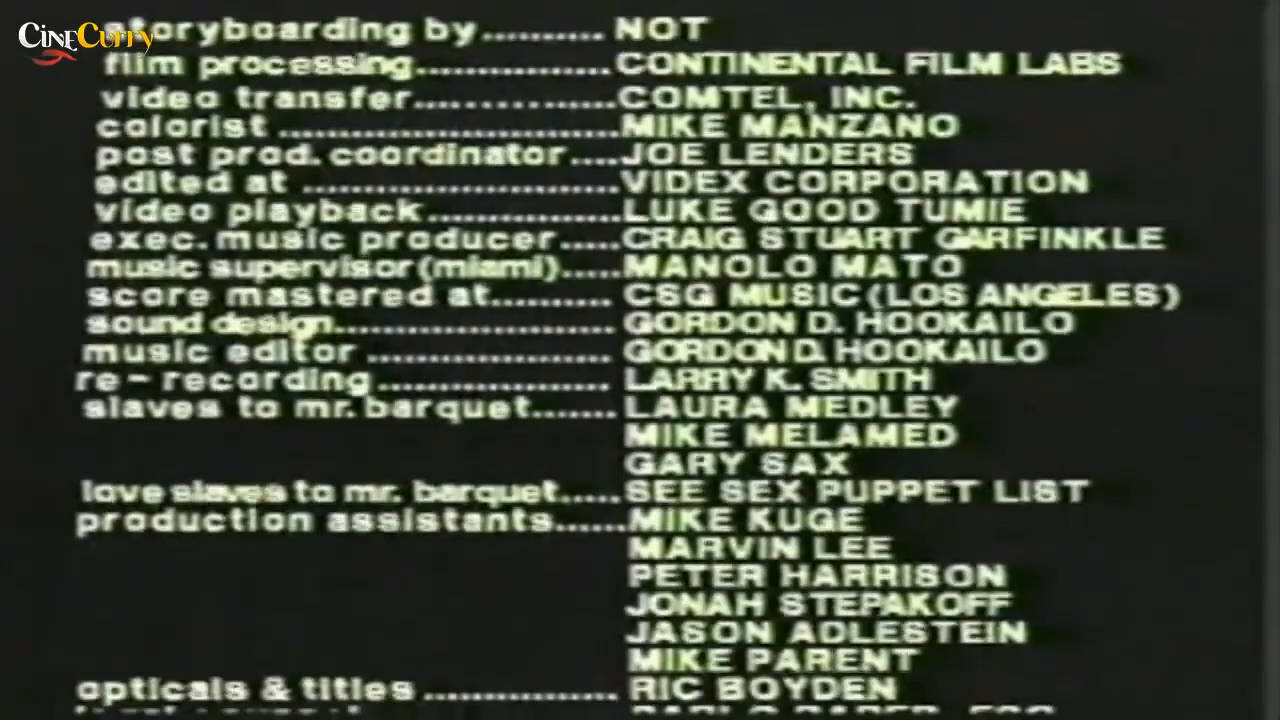 CineCurry
storyboarding by.......... NOT
film processing................CONTINENTAL FILM LABS
video transfer.................COMTEL, INC.
colorist ............................MIKE MANZANO
post prod. coordinator....JOE LENDERS
edited at ..........................VIDEX CORPORATION
video playback................LUKE GOOD TUMIE
exec. music producer.....CRAIG STUART GARFINKLE
music supervisor (miami).....MANOLO MATO
score mastered at.......... CSG MUSIC (LOS ANGELES)
sound design....................... GORDON D. HOOKAILO
music editor .................... GORDON D. HOOKAILO
re-recording................... LARRY K. SMITH
slaves to mr. barquet.......LAURA MEDLEY
MIKE MELAMED
GARY SAX
love slaves to mr. barquet.....SEE SEX PUPPET LIST
production assistants......MIKE KUGE
MARVIN LEE
PETER HARRISON
JONAH STEPAKOFF
JASON ADLESTEIN
MIKE PARENT
opticals & titles ................ RIC BOYDEN